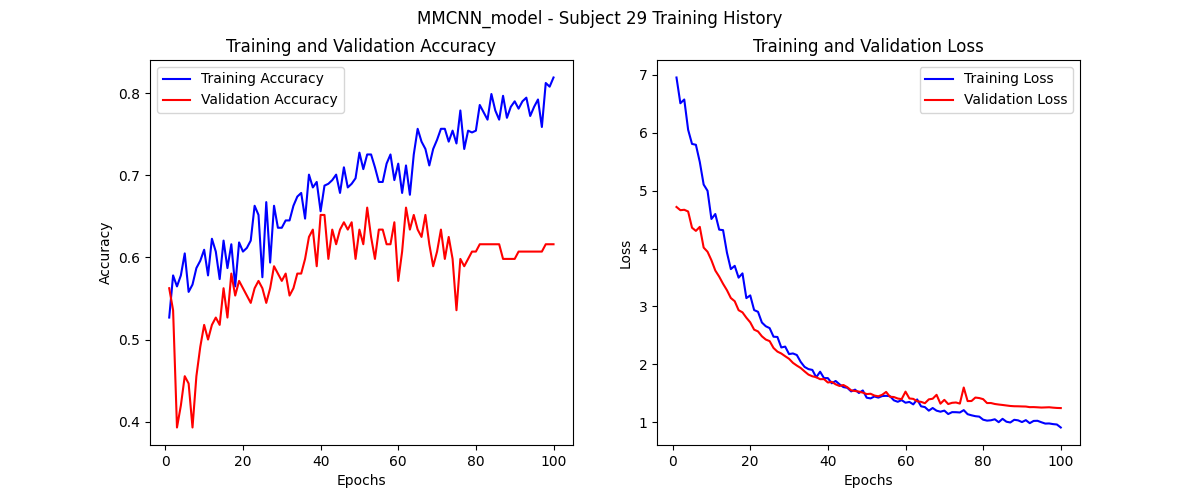 MMCNN_model - Subject 29 Training History
Training and Validation Accuracy
Training Accuracy
Validation Accuracy
Accuracy
0.8
0.7
0.6
0.5
0.4
0 20 40 60 80 100
Epochs
Training and Validation Loss
Training Loss
Validation Loss
Loss
7
6
5
4
3
2
1
0 20 40 60 80 100
Epochs